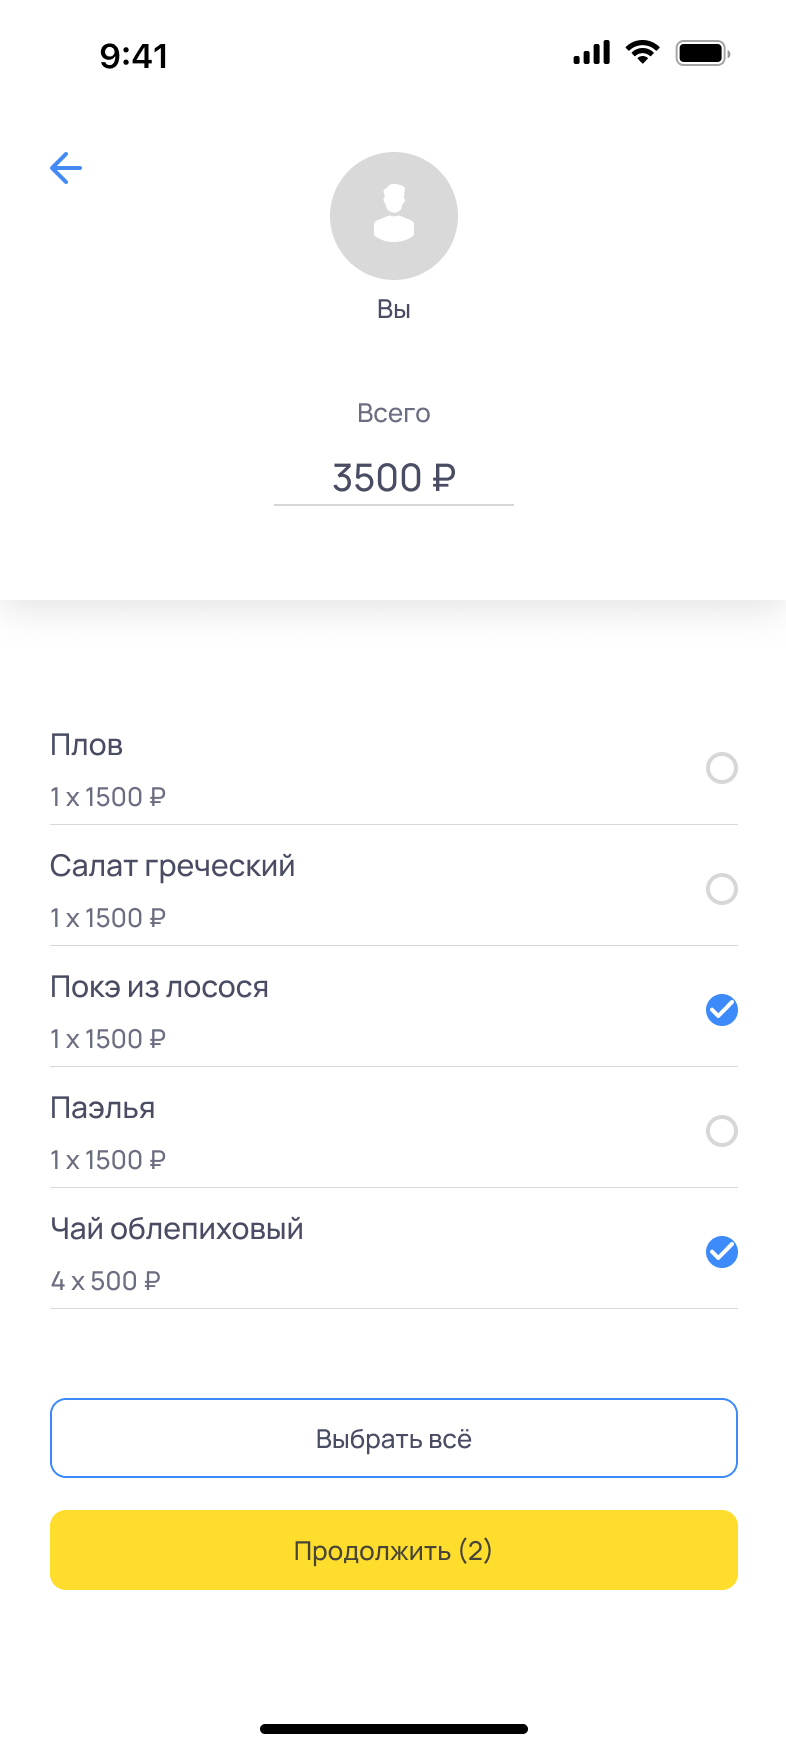 9:41
Вы
Всего
3500 ₽
Плов
1 x 1500 ₽
Салат греческий
1 x 1500 ₽
Покэ из лосося
1 x 1500 ₽
Паэлья
1 x 1500 ₽
Чай облепиховый
4 x 500 ₽
Выбрать всё
Продолжить (2)